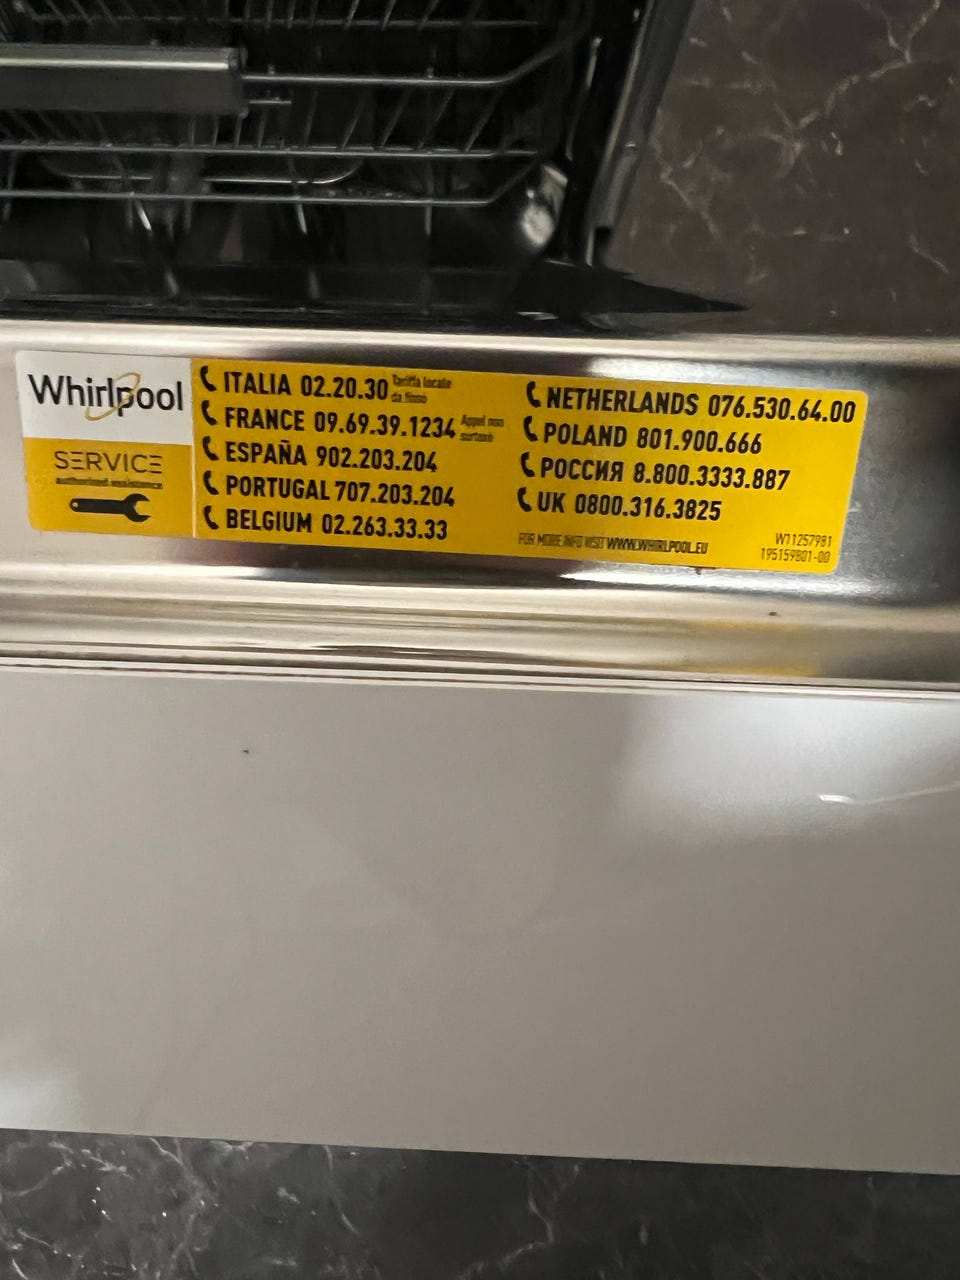 Whirlpool
SERVICE
authorized assistance
ITALIA 02.20.30 Tariffa locale
da fisso
FRANCE 09.69.39.1234 Appel non
surtaxé
ESPAÑA 902.203.204
PORTUGAL 707.203.204
BELGIUM 02.263.33.33
NETHERLANDS 076.530.64.00
POLAND 801.900.666
РОССИЯ 8.800.3333.887
UK 0800.316.3825
FOR MORE INFO VISIT WWW.WHIRLPOOL.EU
W11257981
195159801-00